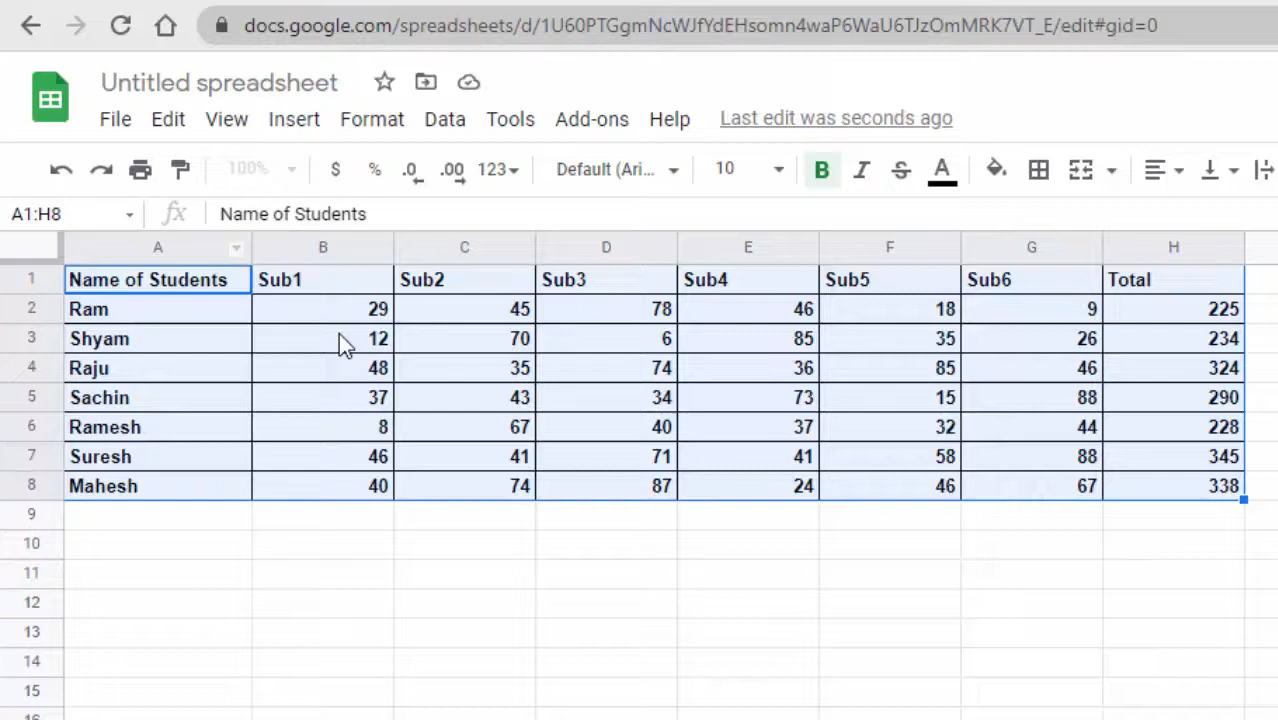 docs.google.com/spreadsheets/d/1U60PTGgmNcWJfYdEHsomn4waP6WaU6TJzOmMRK7VT_E/edit#gid=0
Untitled spreadsheet
File Edit View Insert Format Data Tools Add-ons Help Last edit was seconds ago
100% $ % .0 .00 123 Default (Ari... 10 B I S A
A1:H8 fx Name of Students
A B C D E F G H
1 Name of Students Sub1 Sub2 Sub3 Sub4 Sub5 Sub6 Total
2 Ram 29 45 78 46 18 9 225
3 Shyam 12 70 6 85 35 26 234
4 Raju 48 35 74 36 85 46 324
5 Sachin 37 43 34 73 15 88 290
6 Ramesh 8 67 40 37 32 44 228
7 Suresh 46 41 71 41 58 88 345
8 Mahesh 40 74 87 24 46 67 338
9
10
11
12
13
14
15